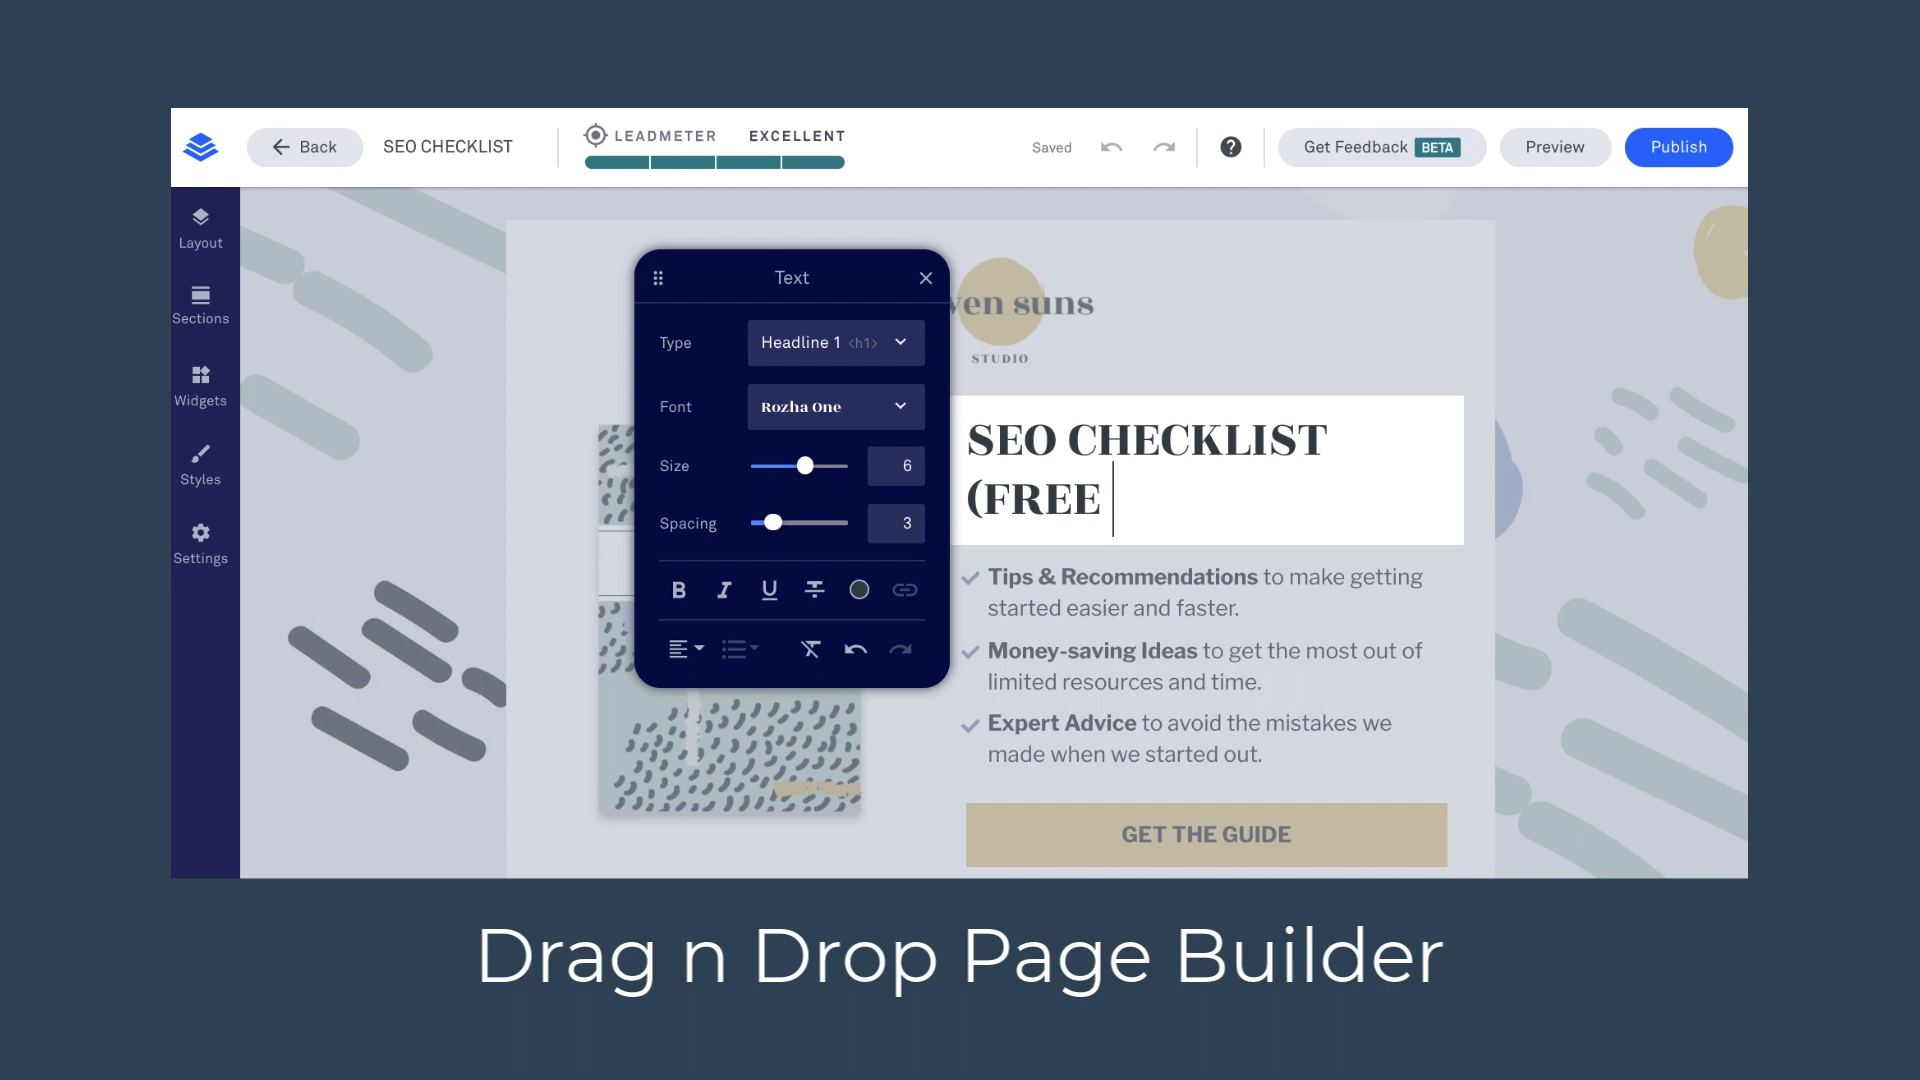 Back
SEO CHECKLIST
LEADMETER
EXCELLENT
Saved
Get Feedback BETA
Preview
Publish
Layout
Sections
Widgets
Styles
Settings
Text
Type
Headline 1 <h1>
Font
Rozha One
Size
6
Spacing
3
ven suns
STUDIO
SEO CHECKLIST
(FREE
Tips & Recommendations to make getting
started easier and faster.
Money-saving Ideas to get the most out of
limited resources and time.
Expert Advice to avoid the mistakes we
made when we started out.
GET THE GUIDE
Drag n Drop Page Builder